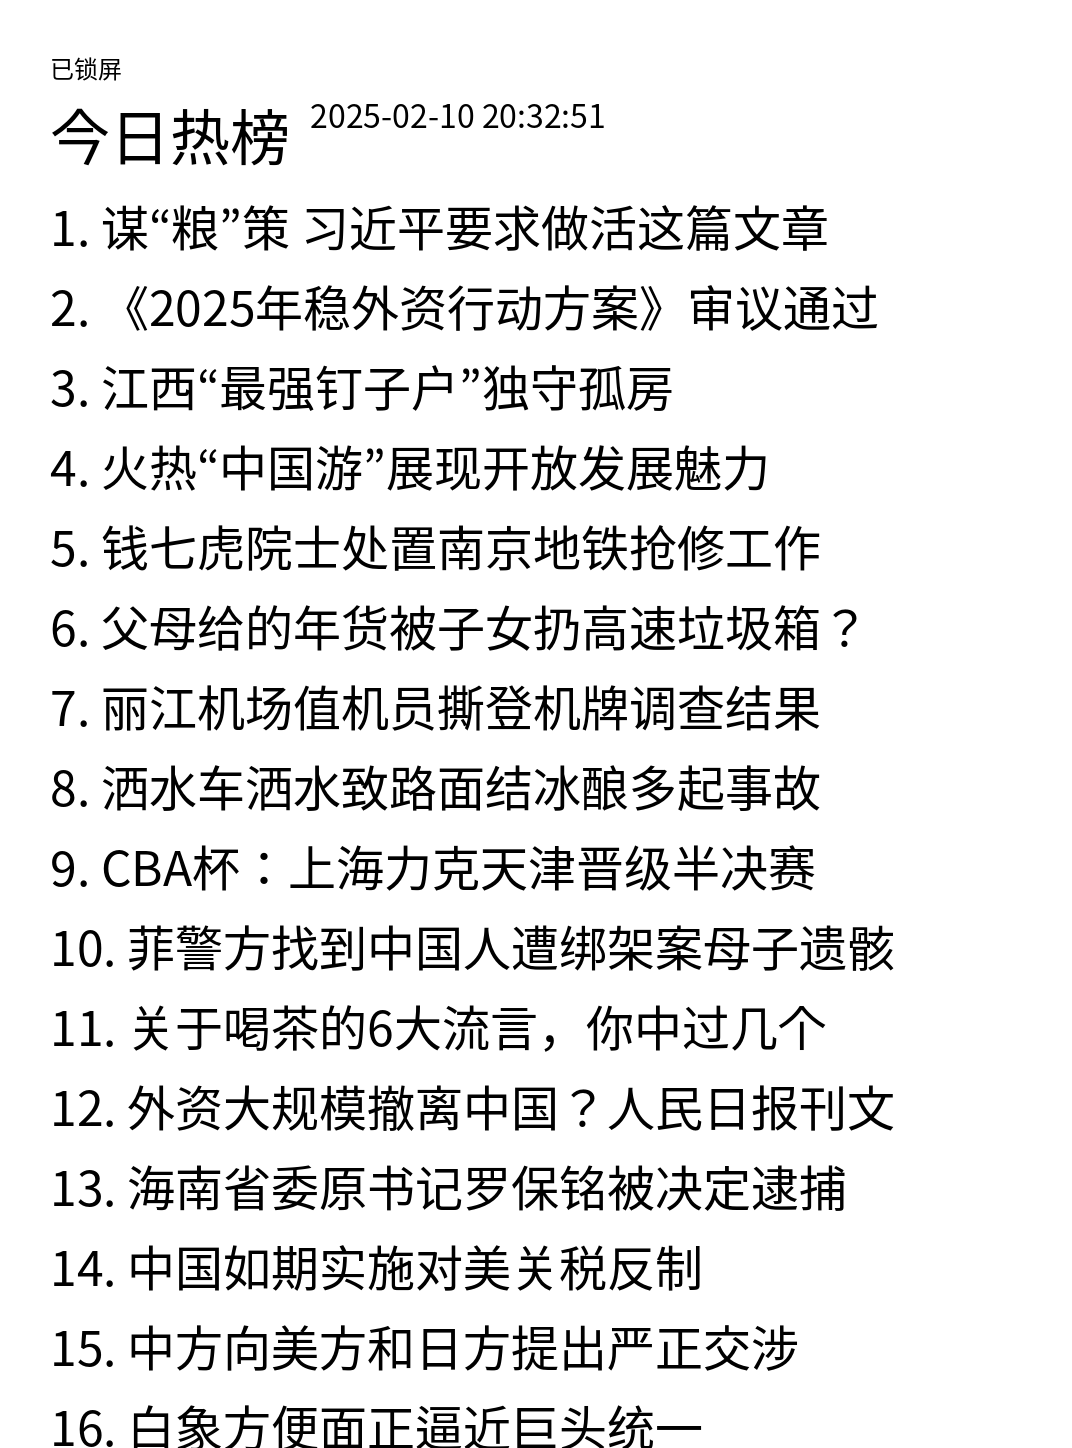 已锁屏
今日热榜 2025-02-10 20:32:51
1. 谋“粮”策 习近平要求做活这篇文章
2. 《2025年稳外资行动方案》审议通过
3. 江西“最强钉子户”独守孤房
4. 火热“中国游”展现开放发展魅力
5. 钱七虎院士处置南京地铁抢修工作
6. 父母给的年货被子女扔高速垃圾箱？
7. 丽江机场值机员撕登机牌调查结果
8. 洒水车洒水致路面结冰酿多起事故
9. CBA杯：上海力克天津晋级半决赛
10. 菲警方找到中国人遭绑架案母子遗骸
11. 关于喝茶的6大流言，你中过几个
12. 外资大规模撤离中国？人民日报刊文
13. 海南省委原书记罗保铭被决定逮捕
14. 中国如期实施对美关税反制
15. 中方向美方和日方提出严正交涉
16. 白象方便面正逼近巨头统一